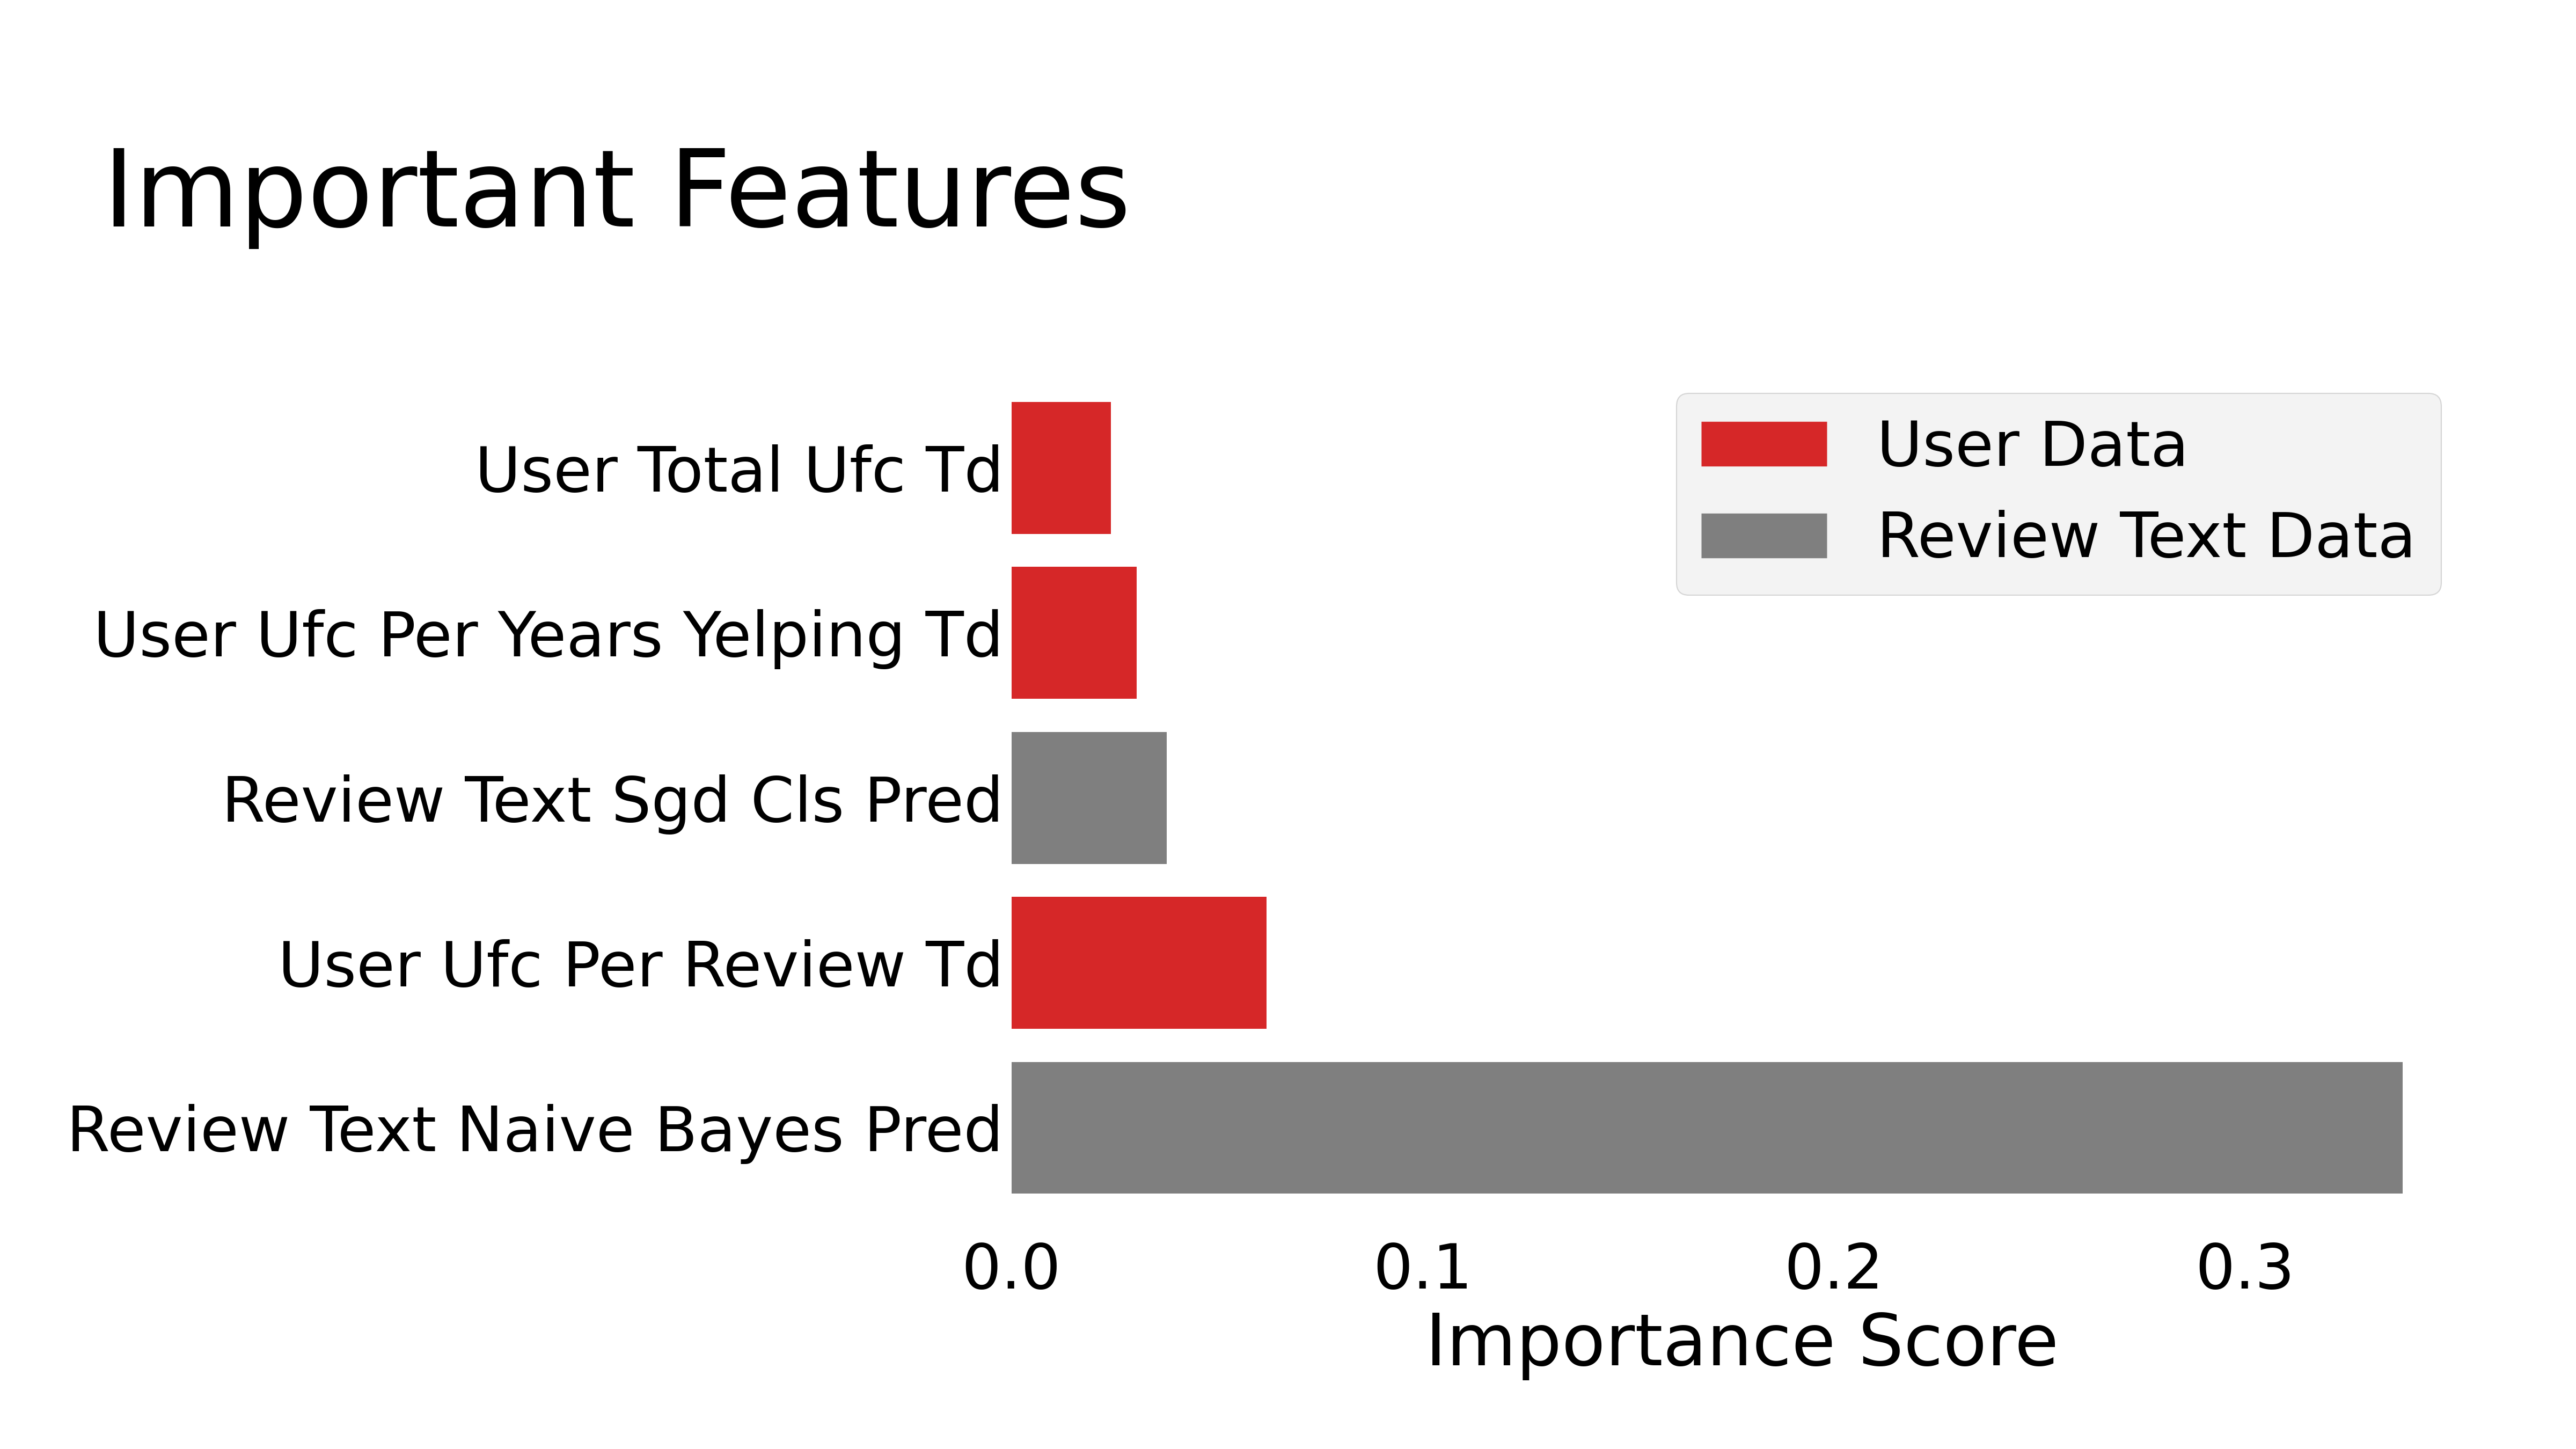 Important Features
User Data
Review Text Data
User Total Ufc Td
User Ufc Per Years Yelping Td
Review Text Sgd Cls Pred
User Ufc Per Review Td
Review Text Naive Bayes Pred
0.0 0.1 0.2 0.3
Importance Score